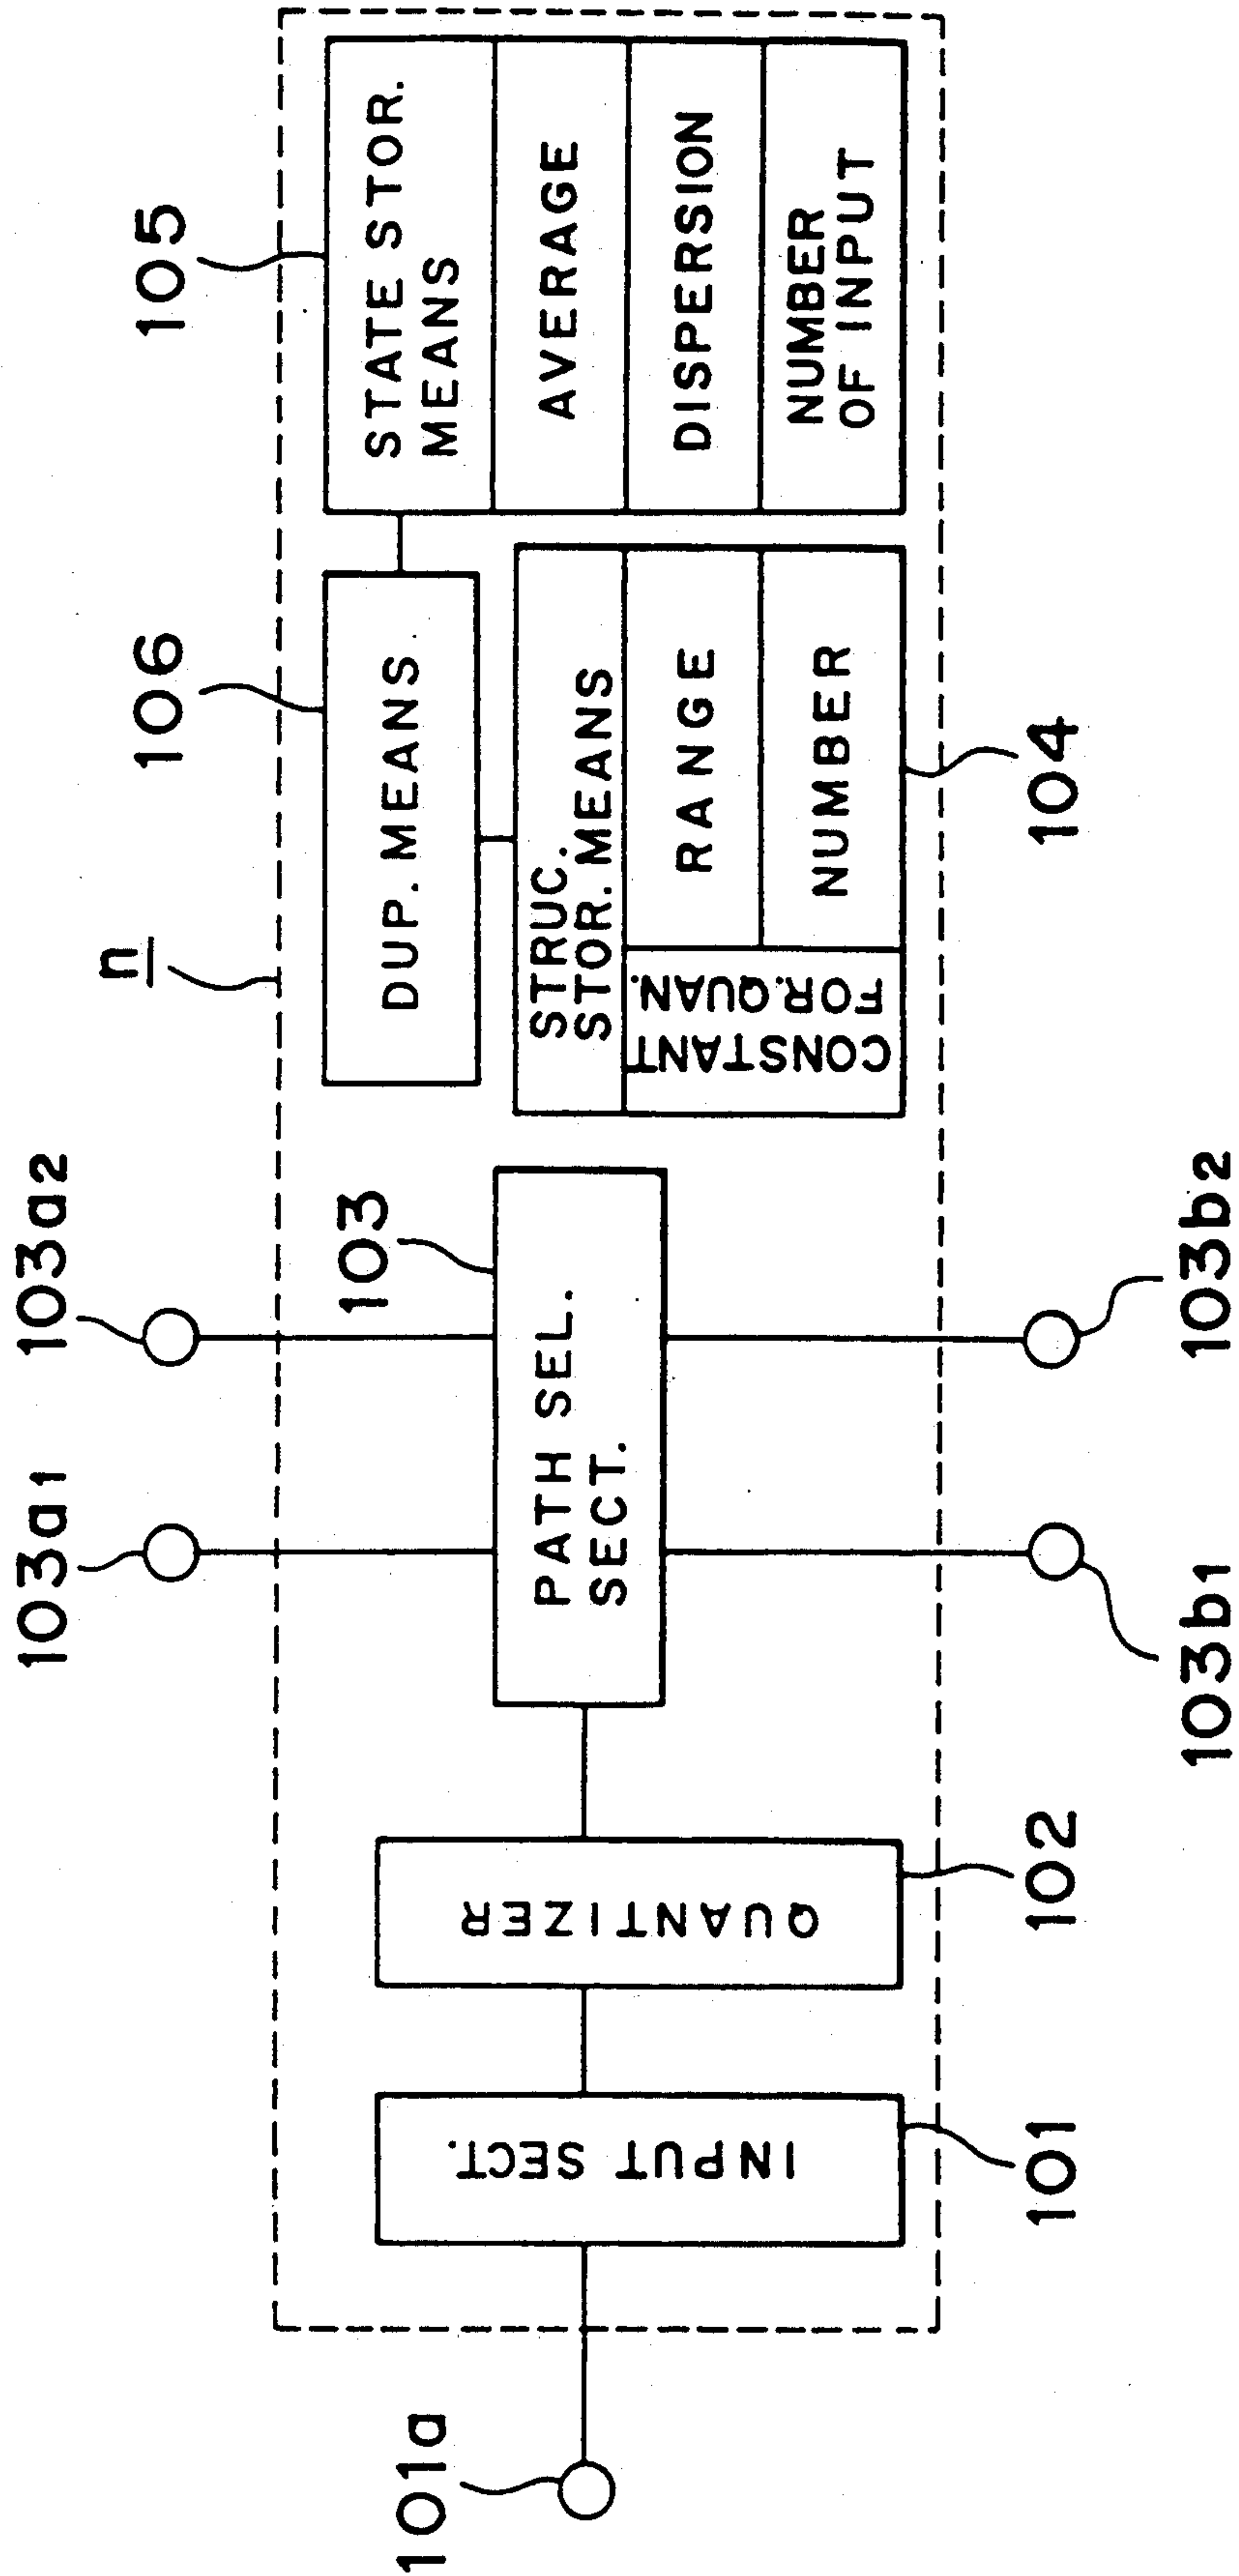 103a1
103a2
n
106
105
103
101a
INPUT SECT.
QUANTIZER
PATH SEL.
SECT.
DUP. MEANS.
STRUC.
STOR. MEANS
CONSTANT
FOR. QUAN.
RANGE
NUMBER
STATE STOR.
MEANS
AVERAGE
DISPERSION
NUMBER
OF INPUT
101
102
103b1
103b2
104